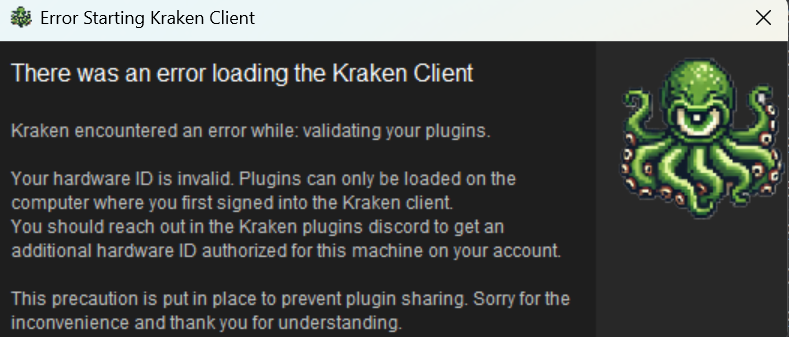 Error Starting Kraken Client
There was an error loading the Kraken Client
Kraken encountered an error while: validating your plugins.
Your hardware ID is invalid. Plugins can only be loaded on the
computer where you first signed into the Kraken client.
You should reach out in the Kraken plugins discord to get an
additional hardware ID authorized for this machine on your account.
This precaution is put in place to prevent plugin sharing. Sorry for the
inconvenience and thank you for understanding.